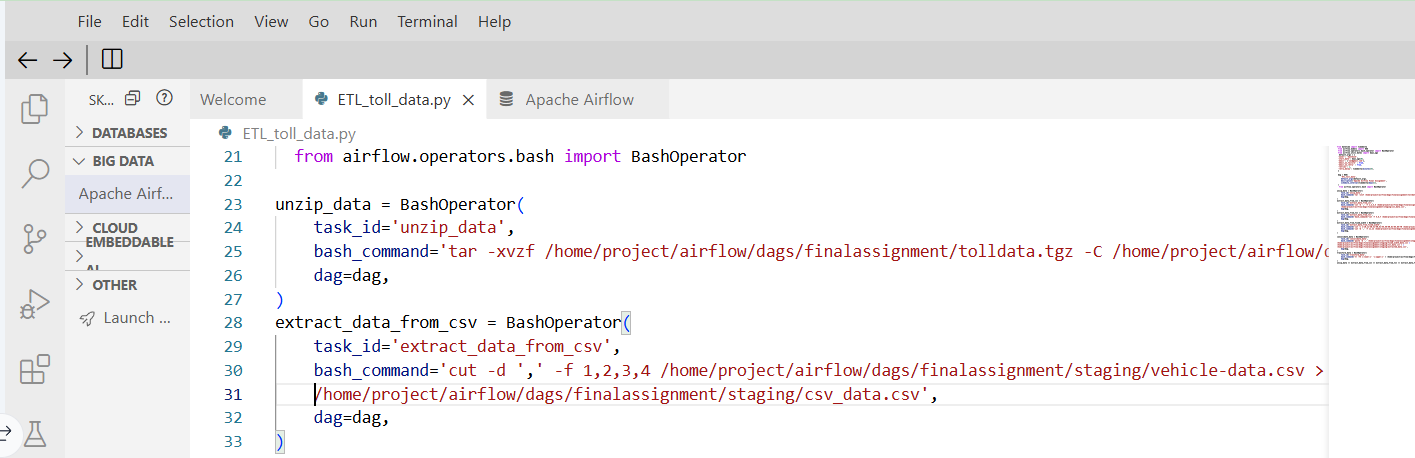 File Edit Selection View Go Run Terminal Help
SK...
Welcome
ETL_toll_data.py
Apache Airflow
DATABASES
BIG DATA
Apache Airf...
CLOUD
EMBEDDABLE
AI
OTHER
Launch ...
ETL_toll_data.py
21 from airflow.operators.bash import BashOperator
22
23 unzip_data = BashOperator(
24 task_id='unzip_data',
25 bash_command='tar -xvzf /home/project/airflow/dags/finalassignment/tolldata.tgz -C /home/project/airflow/
26 dag=dag,
27 )
28 extract_data_from_csv = BashOperator(
29 task_id='extract_data_from_csv',
30 bash_command='cut -d ',' -f 1,2,3,4 /home/project/airflow/dags/finalassignment/staging/vehicle-data.csv >
31 /home/project/airflow/dags/finalassignment/staging/csv_data.csv',
32 dag=dag,
33 )